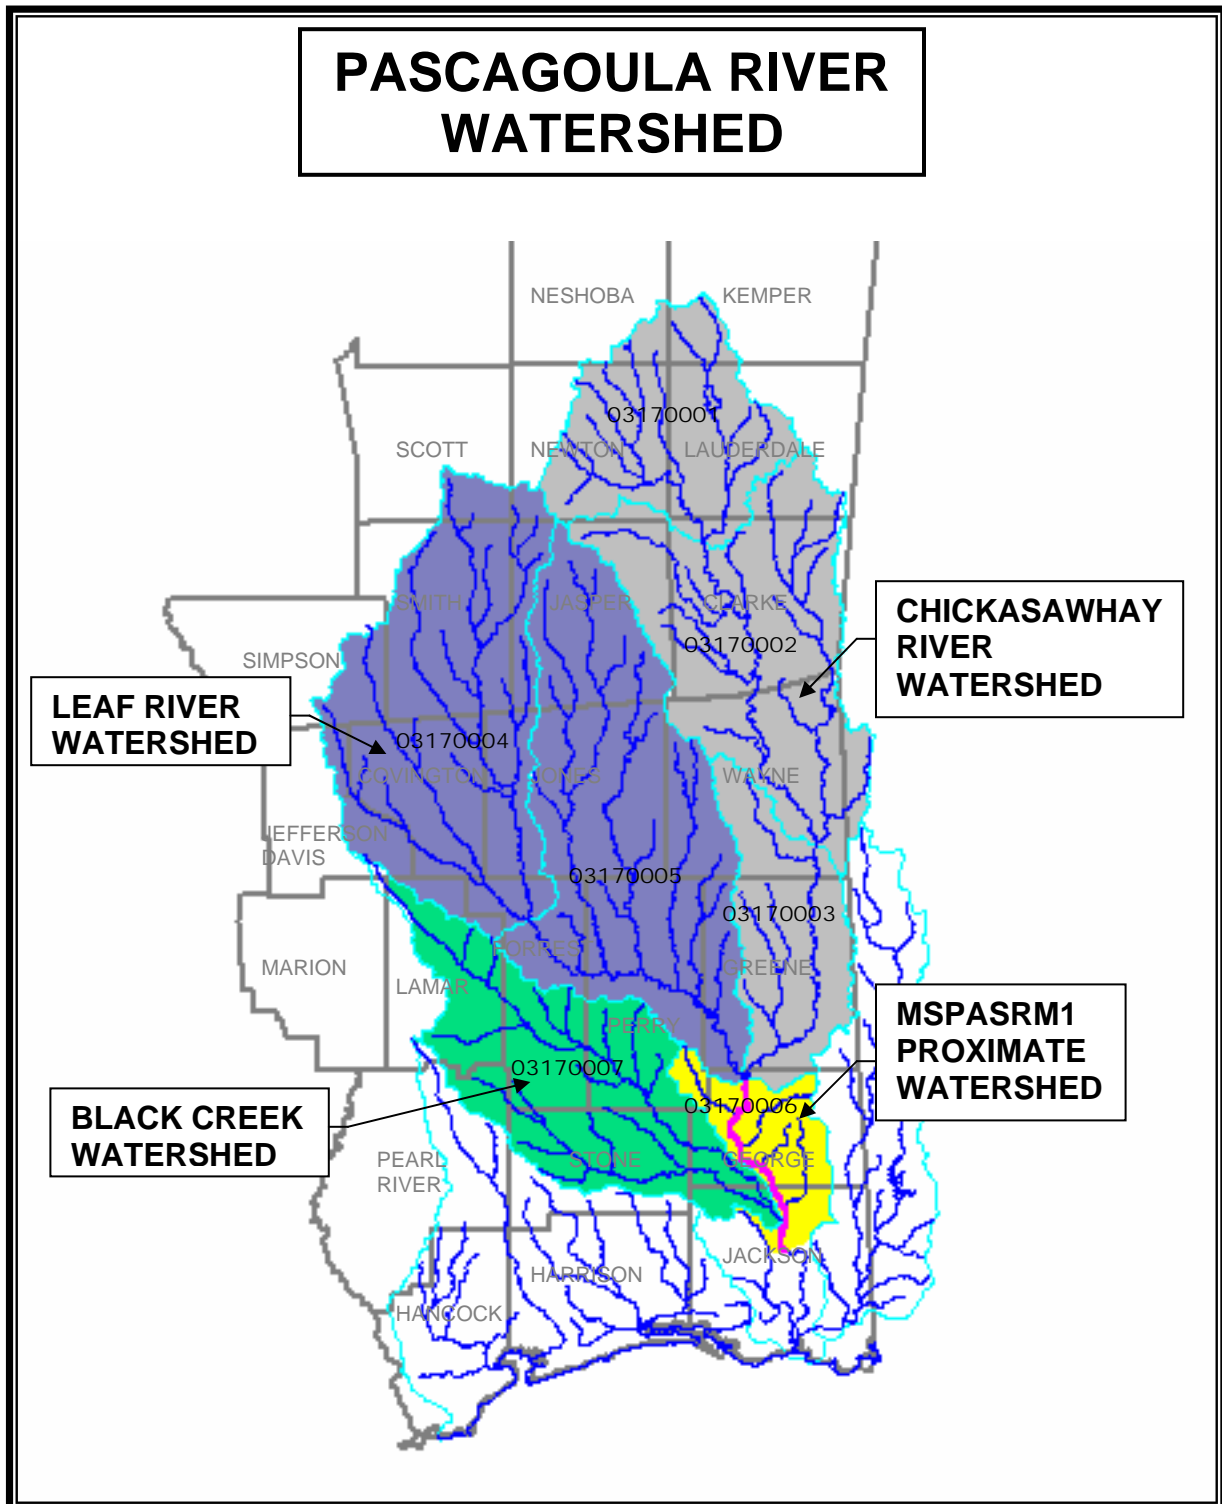 PASCAGOULA RIVER
WATERSHED
NESHOBA
KEMPER
03170001
SCOTT
NEWTON
LAUDERDALE
SMITH
JASPER
CLARKE
03170002
CHICKASAWHAY
RIVER
WATERSHED
SIMPSON
LEAF RIVER
WATERSHED
03170004
COVINGTON
JONES
WAYNE
JEFFERSON
DAVIS
03170005
03170003
FORREST
MARION
LAMAR
GREENE
PERRY
MSPASRM1
PROXIMATE
WATERSHED
03170007
03170006
BLACK CREEK
WATERSHED
PEARL
RIVER
STONE
GEORGE
JACKSON
HARRISON
HANCOCK